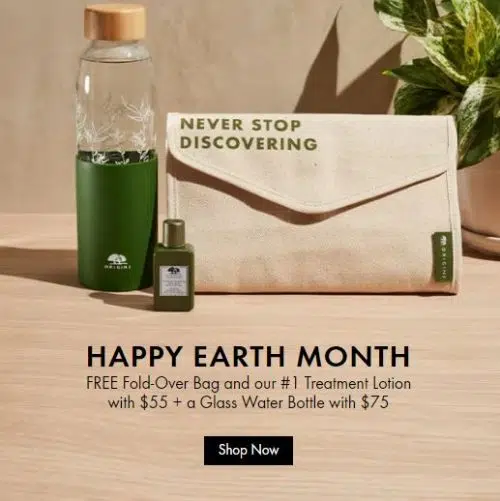 NEVER STOP
DISCOVERING
ORIGINS
ORIGINS
HAPPY EARTH MONTH
FREE Fold-Over Bag and our #1 Treatment Lotion
with $55 + a Glass Water Bottle with $75
Shop Now